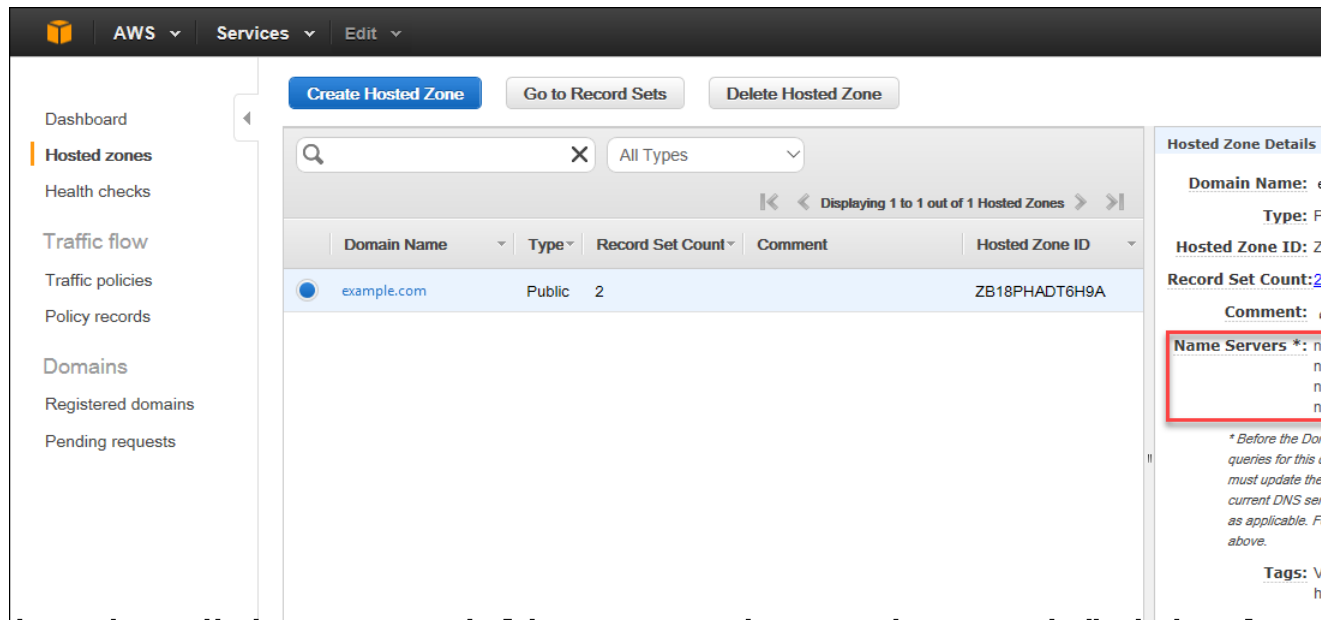 AWS Services Edit
Create Hosted Zone Go to Record Sets Delete Hosted Zone
Dashboard
Hosted zones
Health checks
Traffic flow
Traffic policies
Policy records
Domains
Registered domains
Pending requests
All Types
Displaying 1 to 1 out of 1 Hosted Zones
Domain Name Type Record Set Count Comment Hosted Zone ID
example.com Public 2 ZB18PHADT6H9A
Hosted Zone Details
Domain Name:
Type:
Hosted Zone ID: Z
Record Set Count: 2
Comment:
Name Servers *: n
n
n
n
* Before the
queries for this
must update the
current DNS
as applicable.
above.
Tags:
h